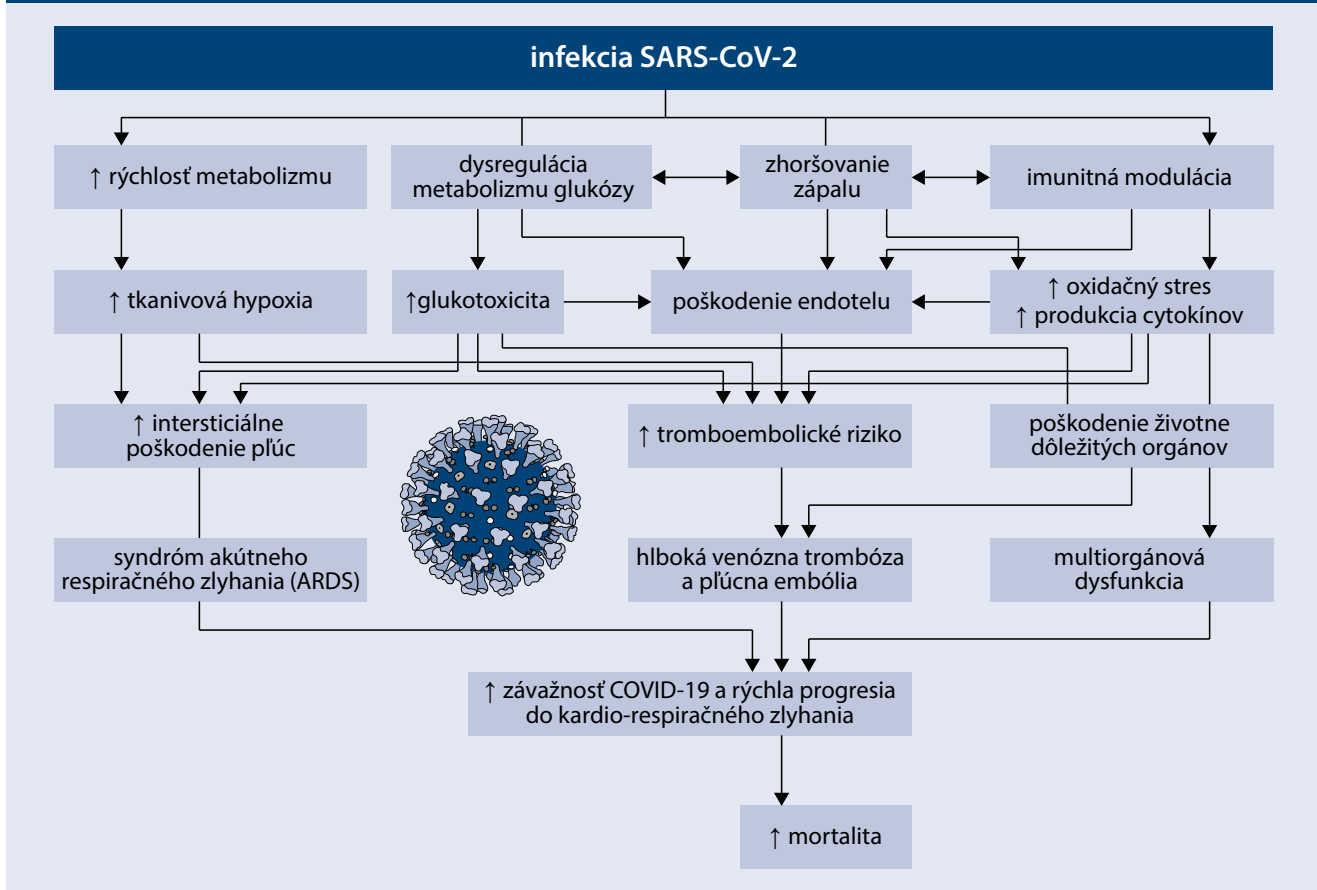 infekcia SARS-CoV-2
↑ rýchlosť metabolizmu
dysregulácia
metabolizmu glukózy
zhoršovanie
zápalu
imunitná modulácia
↑ tkanivová hypoxia
↑glukotoxicita
poškodenie endotelu
↑ oxidačný stres
↑ produkcia cytokínov
↑ intersticiálne
poškodenie pľúc
↑ tromboembolické riziko
poškodenie životne
dôležitých orgánov
syndróm akútneho
respiračného zlyhania (ARDS)
hlboká venózna trombóza
a pľúcna embólia
multiorgánová
dysfunkcia
↑ závažnosť COVID-19 a rýchla progresia
do kardio-respiračného zlyhania
↑ mortalita